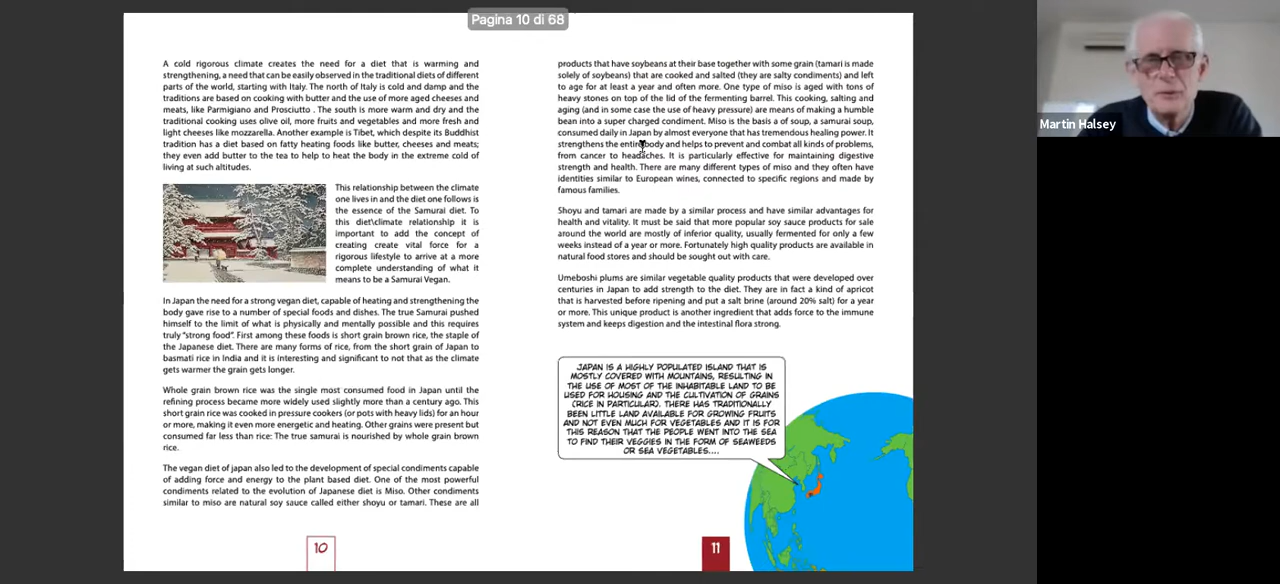 Pagina 10 di 68
A cold rigorous climate creates the need for a diet that is warming and
strengthening, a need that can be easily observed in the traditional diets of different
parts of the world, starting with Italy. The north of Italy is cold and damp and the
traditions are based on cooking with butter and the use of more aged cheeses and
meats, like Parmigiano and Prosciutto . The south is more warm and dry and the
traditional cooking uses olive oil, more fruits and vegetables and more fresh and
light cheeses like mozzarella. Another example is Tibet, which despite its Buddhist
tradition has a diet based on fatty heating foods like butter, cheeses and meats;
they even add butter to the tea to help to heat the body in the extreme cold of
living at such altitudes.
This relationship between the climate
one lives in and the diet one follows is
the essence of the Samurai diet. To
this diet\climate relationship it is
important to add the concept of
creating create vital force for a
rigorous lifestyle to arrive at a more
complete understanding of what it
means to be a Samurai Vegan.
In Japan the need for a strong vegan diet, capable of heating and strengthening the
body gave rise to a number of special foods and dishes. The true Samurai pushed
himself to the limit of what is physically and mentally possible and this requires
truly "strong food". First among these foods is short grain brown rice, the staple of
the Japanese diet. There are many forms of rice, from the short grain of Japan to
basmati rice in India and it is interesting and significant to not that as the climate
gets warmer the grain gets longer.
Whole grain brown rice was the single most consumed food in Japan until the
refining process became more widely used slightly more than a century ago. This
short grain rice was cooked in pressure cookers (or pots with heavy lids) for an hour
or more, making it even more energetic and heating. Other grains were present but
consumed far less than rice: The true samurai is nourished by whole grain brown
rice.
The vegan diet of japan also led to the development of special condiments capable
of adding force and energy to the plant based diet. One of the most powerful
condiments related to the evolution of Japanese diet is Miso. Other condiments
similar to miso are natural soy sauce called either shoyu or tamari. These are all
10
products that have soybeans at their base together with some grain (tamari is made
solely of soybeans) that are cooked and salted (they are salty condiments) and left
to age for at least a year and often more. One type of miso is aged with tons of
heavy stones on top of the lid of the fermenting barrel. This cooking, salting and
aging (and in some case the use of heavy pressure) are means of making a humble
bean into a super charged condiment. Miso is the basis a of soup, a samurai soup,
consumed daily in Japan by almost everyone that has tremendous healing power. It
strengthens the entire body and helps to prevent and combat all kinds of problems,
from cancer to headaches. It is particularly effective for maintaining digestive
strength and health. There are many different types of miso and they often have
identities similar to European wines, connected to specific regions and made by
famous families.
Shoyu and tamari are made by a similar process and have similar advantages for
health and vitality. It must be said that more popular soy sauce products for sale
around the world are mostly of inferior quality, usually fermented for only a few
weeks instead of a year or more. Fortunately high quality products are available in
natural food stores and should be sought out with care.
Umeboshi plums are similar vegetable quality products that were developed over
centuries in Japan to add strength to the diet. They are in fact a kind of apricot
that is harvested before ripening and put a salt brine (around 20% salt) for a year
or more. This unique product is another ingredient that adds force to the immune
system and keeps digestion and the intestinal flora strong.
JAPAN IS A HIGHLY POPULATED ISLAND THAT IS
MOSTLY COVERED WITH MOUNTAINS, RESULTING IN
THE USE OF MOST OF THE INHABITABLE LAND TO BE
USED FOR HOUSING AND THE CULTIVATION OF GRAINS
(RICE IN PARTICULAR). THERE HAS TRADITIONALLY
BEEN LITTLE LAND AVAILABLE FOR GROWING FRUITS
AND NOT EVEN MUCH FOR VEGETABLES AND IT IS FOR
THIS REASON THAT THE PEOPLE WENT INTO THE SEA
TO FIND THEIR VEGGIES IN THE FORM OF SEAWEEDS
OR SEA VEGETABLES....
11
Martin Halsey